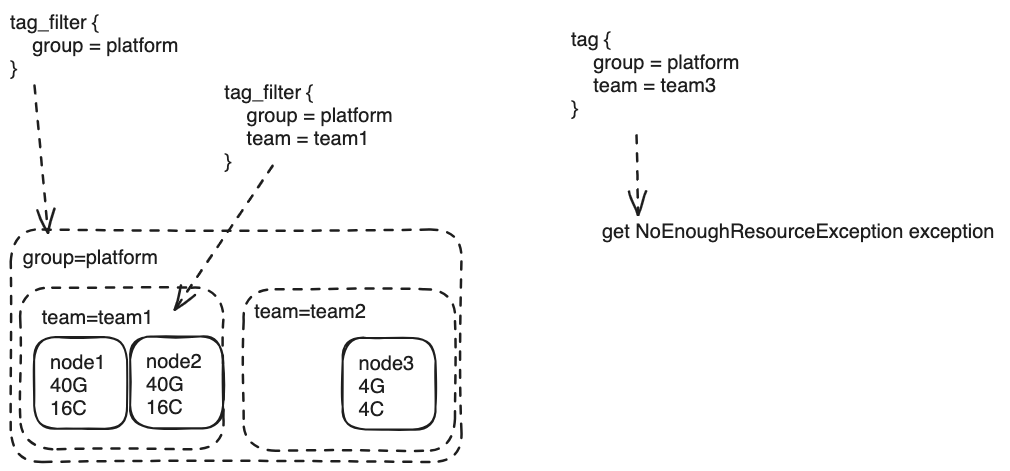 tag_filter {
group = platform
}
tag_filter {
group = platform
team = team1
}
tag {
group = platform
team = team3
}
get NoEnoughResourceException exception
group=platform
team=team1
node1
40G
16C
node2
40G
16C
team=team2
node3
4G
4C